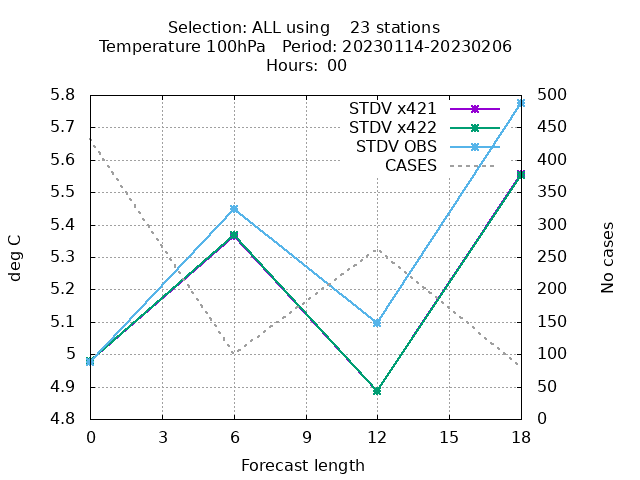 Selection: ALL using    23 stations
Temperature 100hPa   Period: 20230114-20230206
Hours:  00
STDV x421
STDV x422
STDV OBS
CASES
5.8
5.7
5.6
5.5
5.4
5.3
5.2
5.1
5
4.9
4.8
deg C
500
450
400
350
300
250
200
150
100
50
0
No cases
0 3 6 9 12 15 18
Forecast length